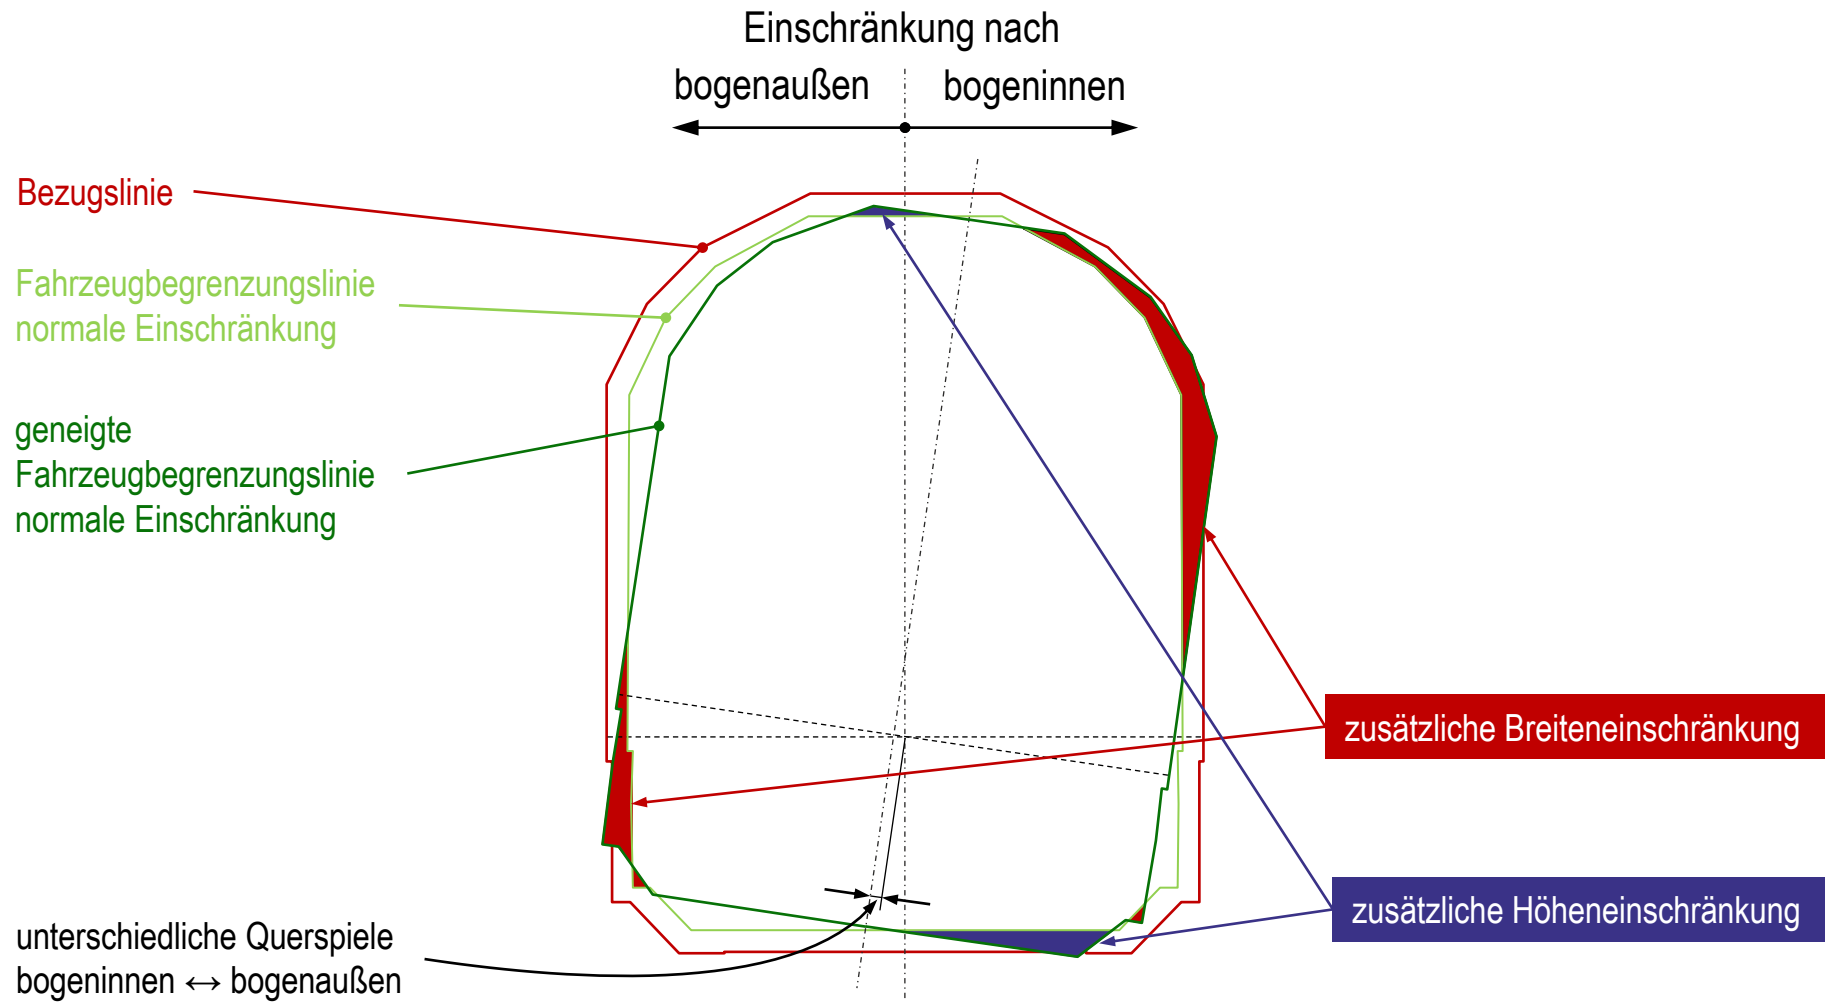 Einschränkung nach
bogenaußen
bogeninnen
Bezugslinie
Fahrzeugbegrenzungslinie
normale Einschränkung
geneigte
Fahrzeugbegrenzungslinie
normale Einschränkung
zusätzliche Breiteneinschränkung
zusätzliche Höheneinschränkung
unterschiedliche Querspiele
bogeninnen ↔ bogenaußen